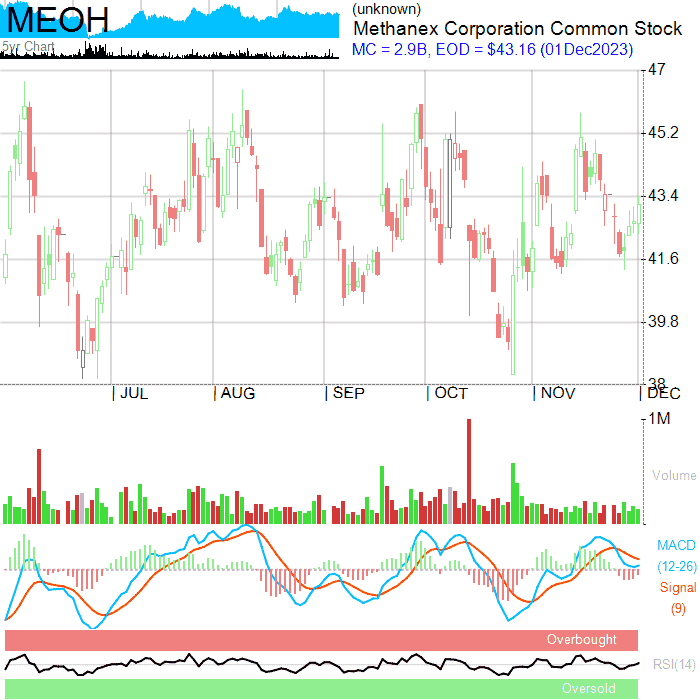 MEOH
5yr Chart
(unknown)
Methanex Corporation Common Stock
MC = 2.9B, EOD = $43.16 (01Dec2023)
47
45.2
43.4
41.6
39.8
38
JUL
AUG
SEP
OCT
NOV
DEC
1M
Volume
MACD
(12-26)
Signal
(9)
Overbought
RSI(14)
Oversold